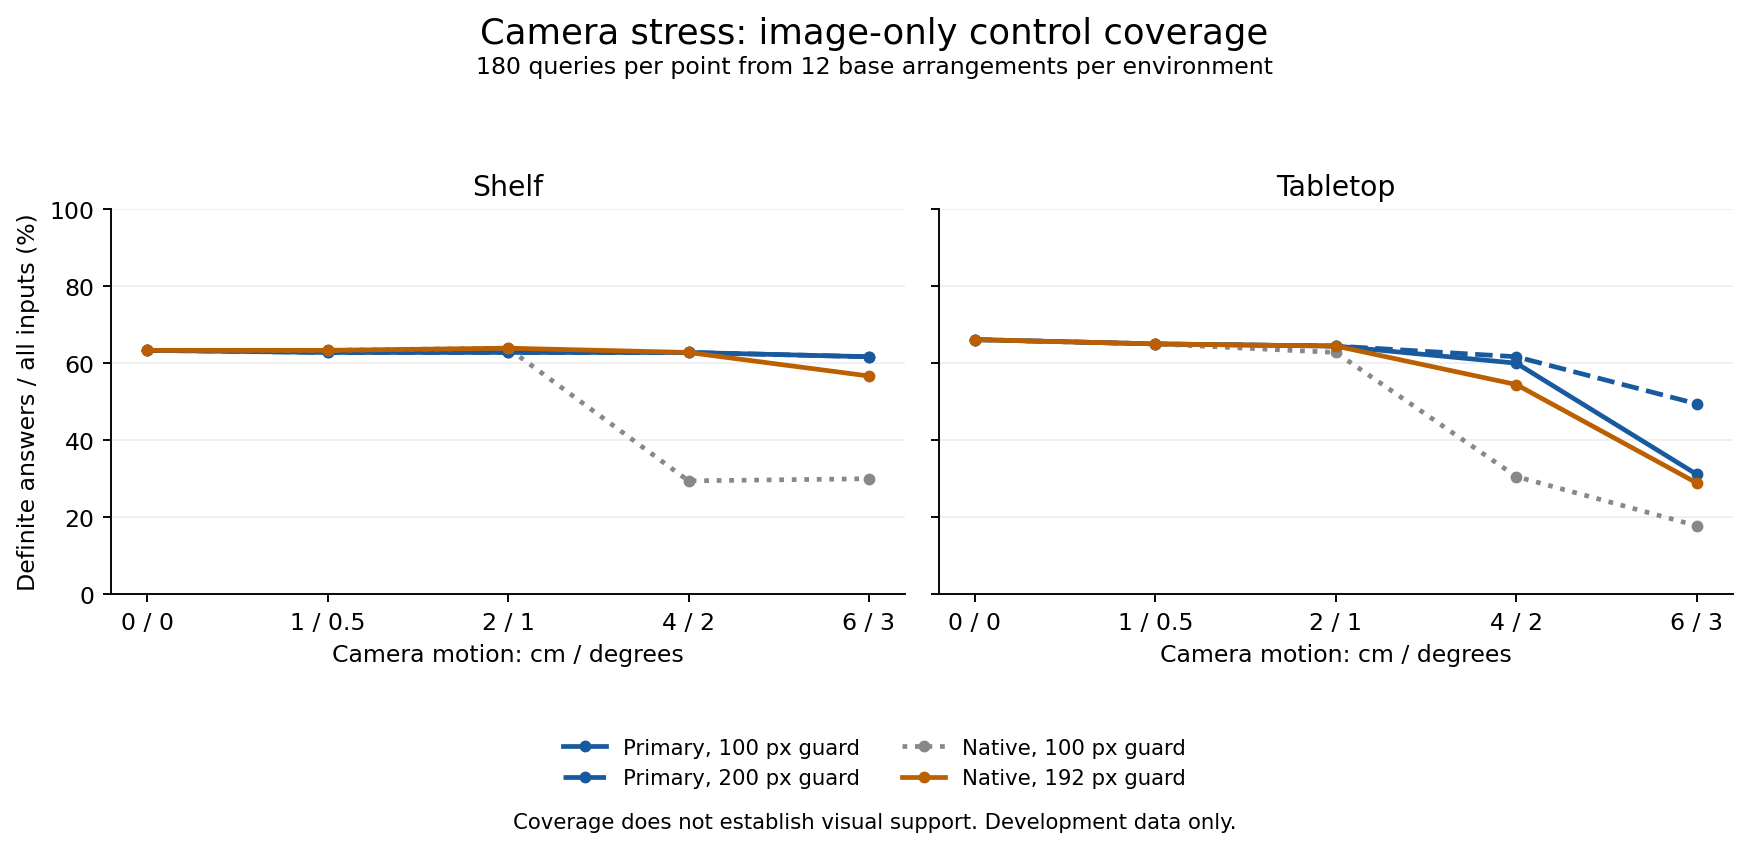 Camera stress: image-only control coverage
180 queries per point from 12 base arrangements per environment
Shelf
Tabletop
Definite answers / all inputs (%)
100
80
60
40
20
0
0 / 0
1 / 0.5
2 / 1
4 / 2
6 / 3
0 / 0
1 / 0.5
2 / 1
4 / 2
6 / 3
Camera motion: cm / degrees
Camera motion: cm / degrees
Primary, 100 px guard
Primary, 200 px guard
Native, 100 px guard
Native, 192 px guard
Coverage does not establish visual support. Development data only.